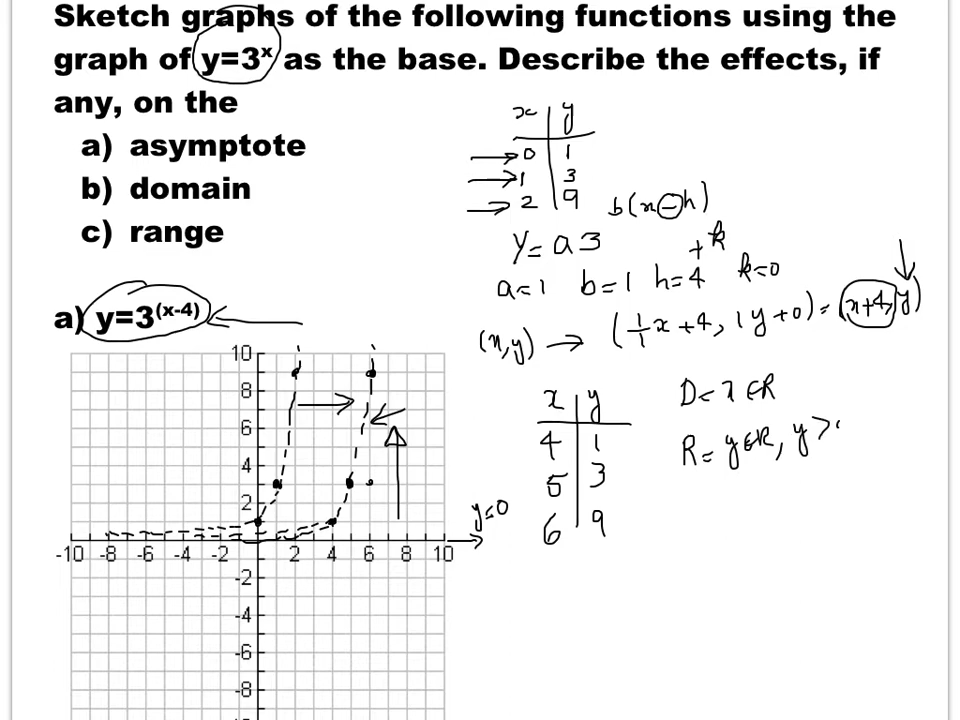 Sketch graphs of the following functions using the
graph of y=3ˣ as the base. Describe the effects, if
any, on the
a) asymptote
b) domain
c) range
x y
0 1
1 3
2 9
b(x-h)
y= a3 +k
a=1 b=1 h=4 k=0
a) y=3⁽ˣ⁻⁴⁾
(x,y) → (1/1 x+4, 1y+0) = (x+4, y)
x y
4 1
5 3
6 9
D= x ∈R
R= y∈R, y>
y=0
10
8
6
4
2
-10 -8 -6 -4 -2 2 4 6 8 10
-2
-4
-6
-8